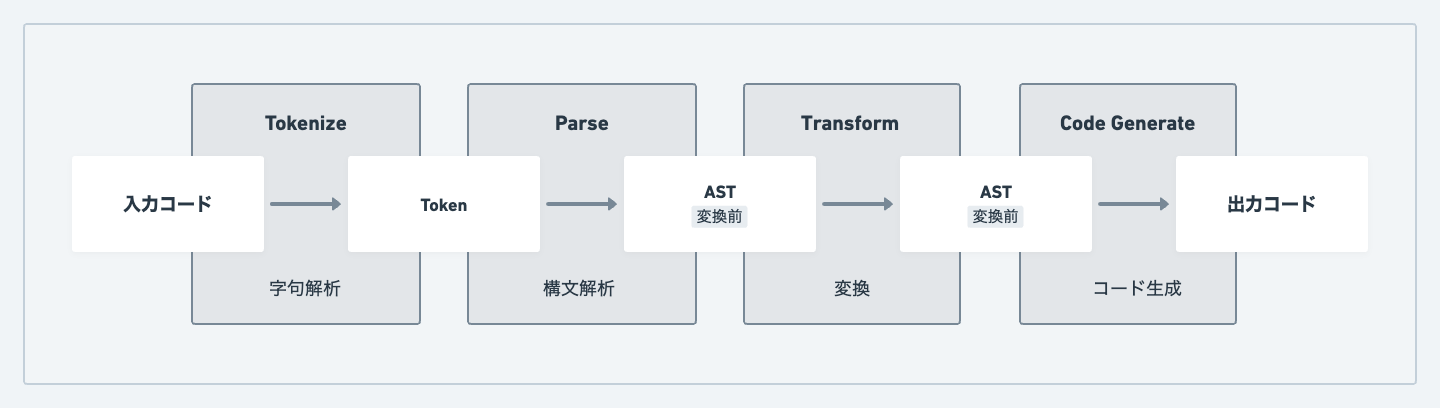 Tokenize
Parse
Transform
Code Generate
入力コード
Token
AST
変換前
AST
変換前
出力コード
字句解析
構文解析
変換
コード生成